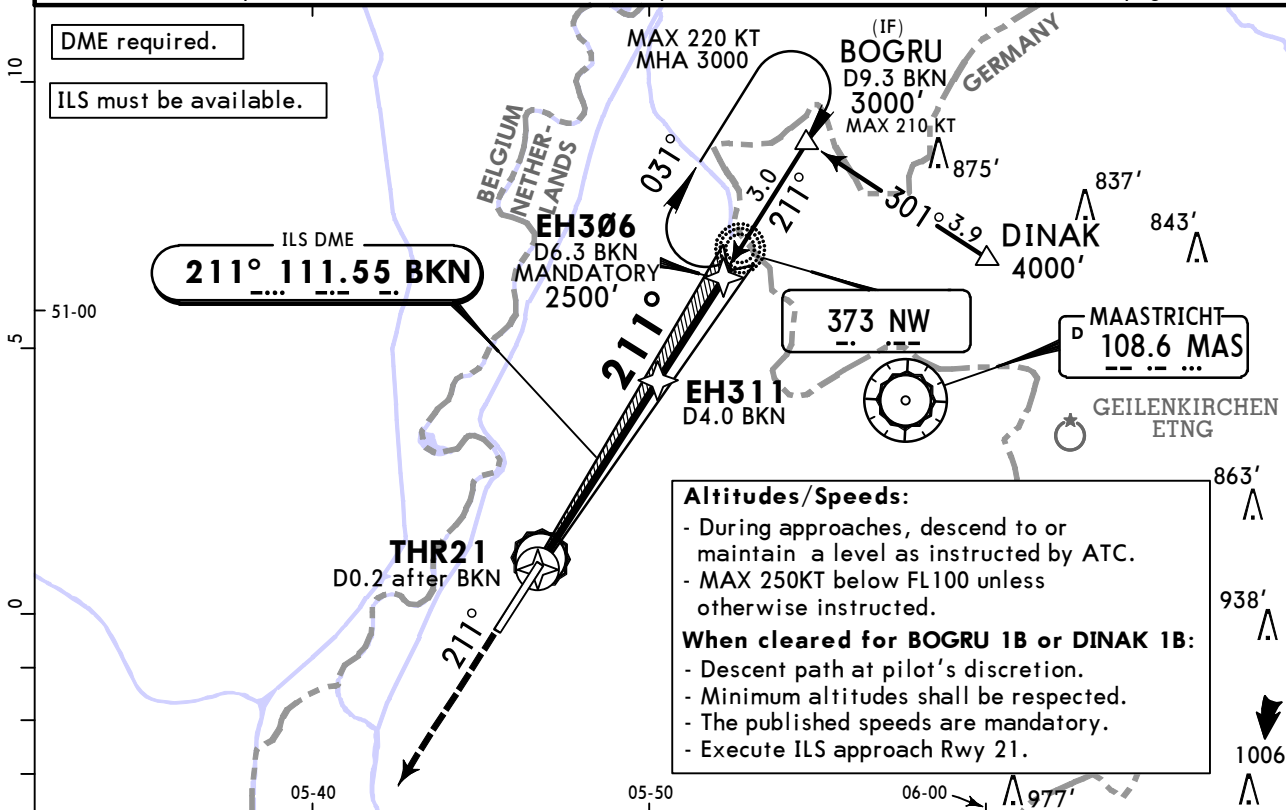 DME required.
ILS must be available.
MAX 220 KT
MHA 3000
(IF)
BOGRU
D9.3 BKN
3000'
MAX 210 KT
GERMANY
BELGIUM
NETHER-
LANDS
10
5
0
875'
837'
843'
031°
3.0
211°
301°
3.9
DINAK
4000'
EH3Ø6
D6.3 BKN
MANDATORY
2500'
ILS DME
211° 111.55 BKN
51-00
211°
373 NW
MAASTRICHT
D
108.6 MAS
EH311
D4.0 BKN
GEILENKIRCHEN
ETNG
863'
THR21
D0.2 after BKN
211°
Altitudes/Speeds:
- During approaches, descend to or
maintain a level as instructed by ATC.
- MAX 250KT below FL100 unless
otherwise instructed.
When cleared for BOGRU 1B or DINAK 1B:
- Descent path at pilot's discretion.
- Minimum altitudes shall be respected.
- The published speeds are mandatory.
- Execute ILS approach Rwy 21.
938'
1006
05-40
05-50
06-00
977'